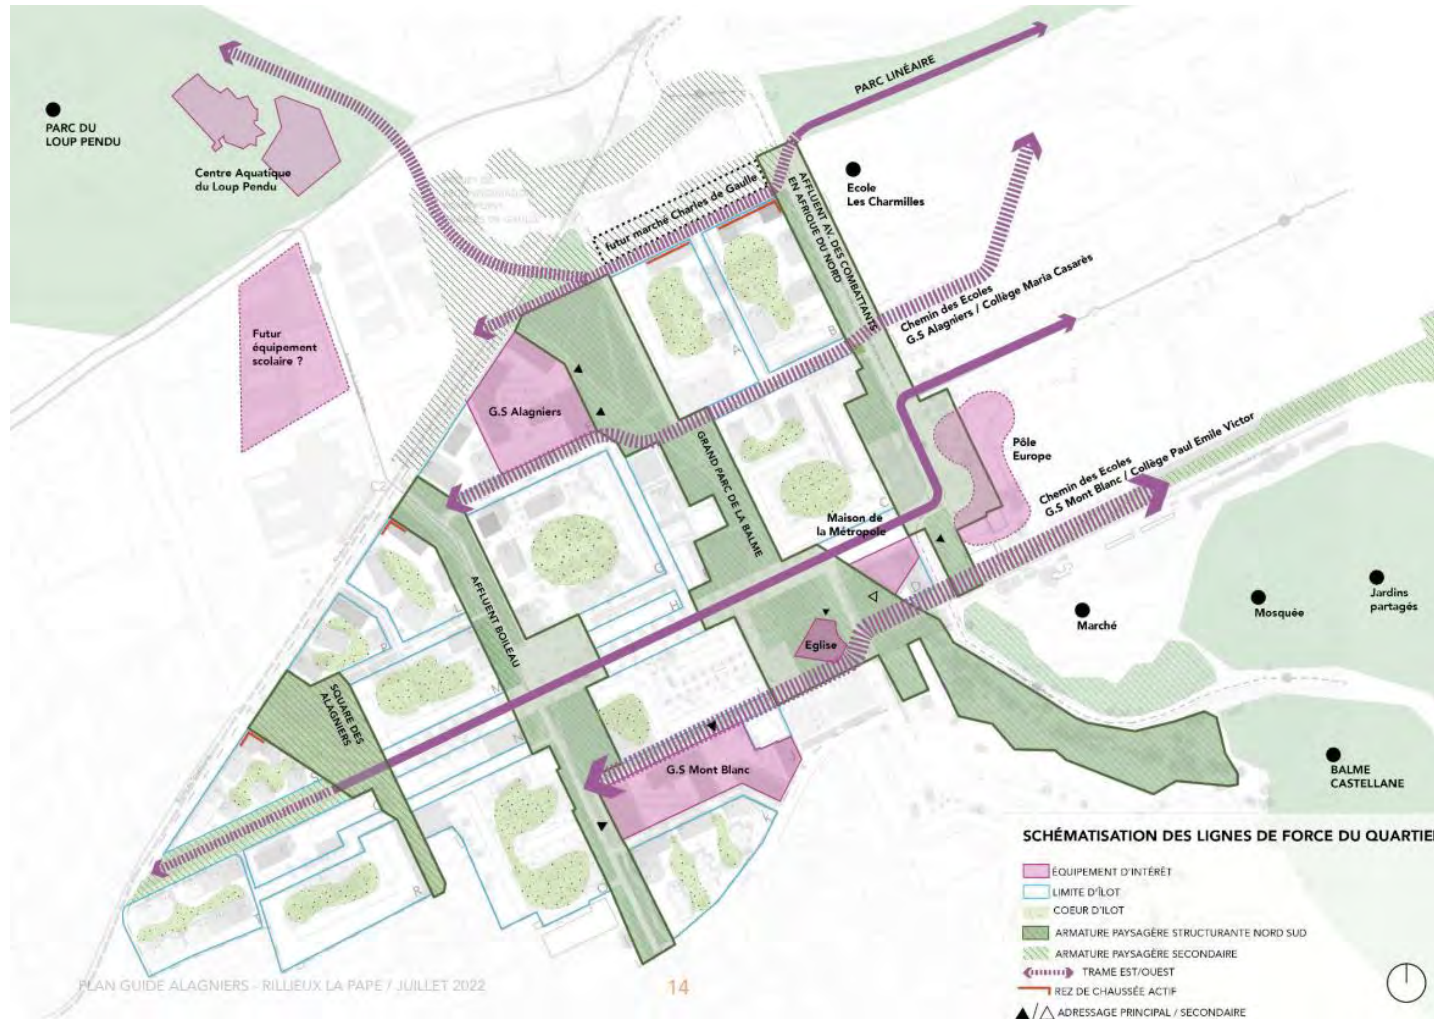 PARC LINÉAIRE
PARC DU
LOUP PENDU
Centre Aquatique
du Loup Pendu
futur marché Charles de Gaulle
AFFLUENT AV. DES COMBATTANTS
EN AFRIQUE DU NORD
Ecole
Les Charmilles
Chemin des Ecoles
G.S Alagniers / Collège Maria Casarès
Futur
équipement
scolaire ?
G.S Alagniers
A
B
GRAND PARC DE LA BALME
Pôle
Europe
Chemin des Ecoles
G.S Mont Blanc / Collège Paul Emile Victor
C
Maison de
la Métropole
AFFLUENT BOILEAU
G
H
D
Eglise
Marché
Mosquée
Jardins
partagés
SQUARE DES
ALAGNIERS
G.S Mont Blanc
BALME
CASTELLANE
R
SCHÉMATISATION DES LIGNES DE FORCE DU QUARTIE
ÉQUIPEMENT D'INTÉRÊT
LIMITE D'ÎLOT
COEUR D'ILOT
ARMATURE PAYSAGÈRE STRUCTURANTE NORD SUD
ARMATURE PAYSAGÈRE SECONDAIRE
TRAME EST/OUEST
REZ DE CHAUSSÉE ACTIF
/ ADRESSAGE PRINCIPAL / SECONDAIRE
PLAN GUIDE ALAGNIERS - RILLIEUX LA PAPE / JUILLET 2022
14